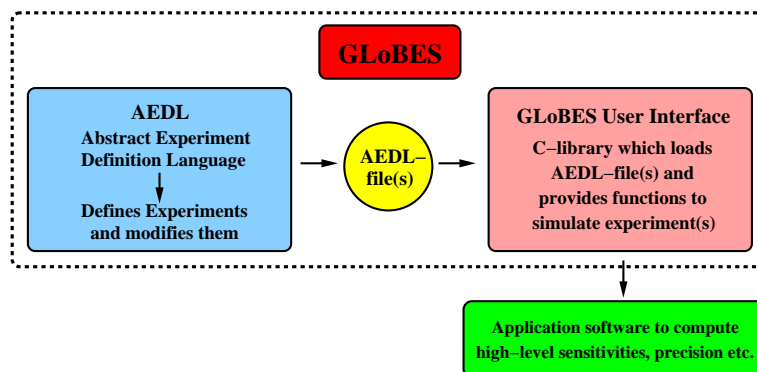 GLoBES
AEDL
Abstract Experiment
Definition Language
Defines Experiments
and modifies them
AEDL−
file(s)
GLoBES User Interface
C−library which loads
AEDL−file(s) and
provides functions to
simulate experiment(s)
Application software to compute
high−level sensitivities, precision etc.